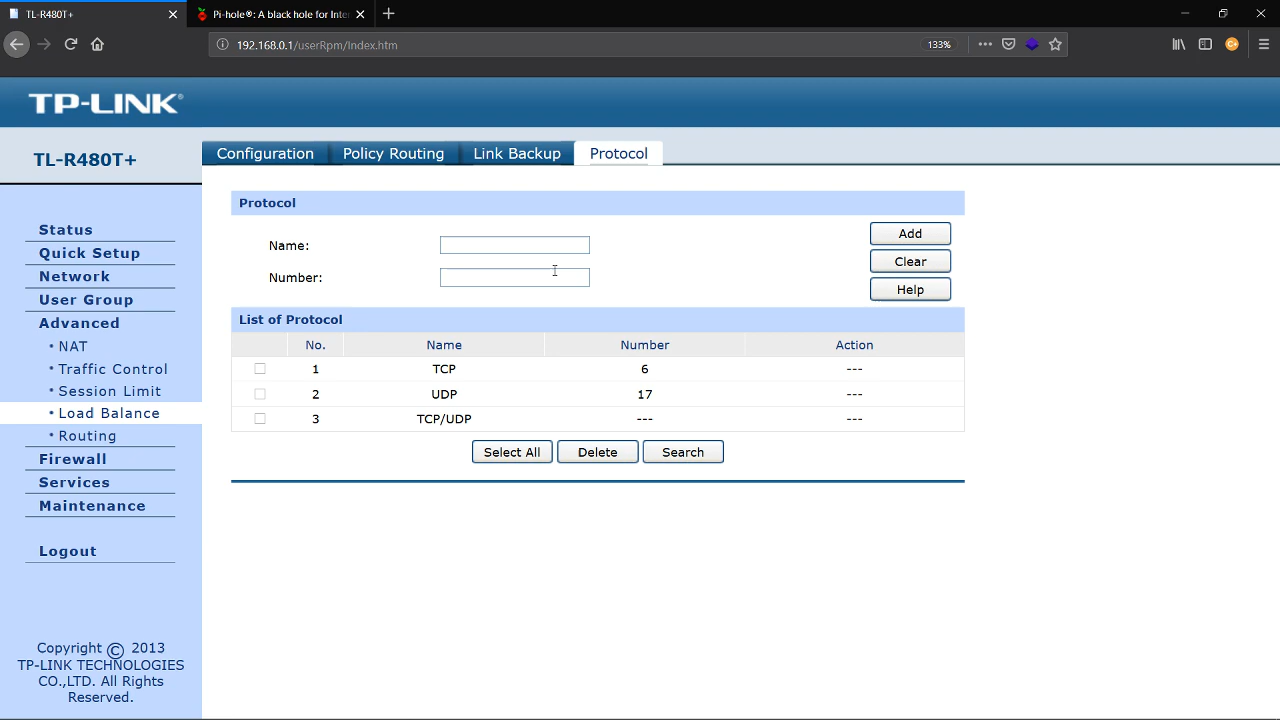 TL-R480T+
Pi-hole®: A black hole for Inte
192.168.0.1/userRpm/Index.htm
133%
TP-LINK®
TL-R480T+
Configuration
Policy Routing
Link Backup
Protocol
Status
Quick Setup
Network
User Group
Advanced
• NAT
• Traffic Control
• Session Limit
• Load Balance
• Routing
Firewall
Services
Maintenance
Logout
Copyright © 2013
TP-LINK TECHNOLOGIES
CO.,LTD. All Rights
Reserved.
Protocol
Name:
Number:
Add
Clear
Help
List of Protocol
No. Name Number Action
1 TCP 6 ---
2 UDP 17 ---
3 TCP/UDP --- ---
Select All Delete Search